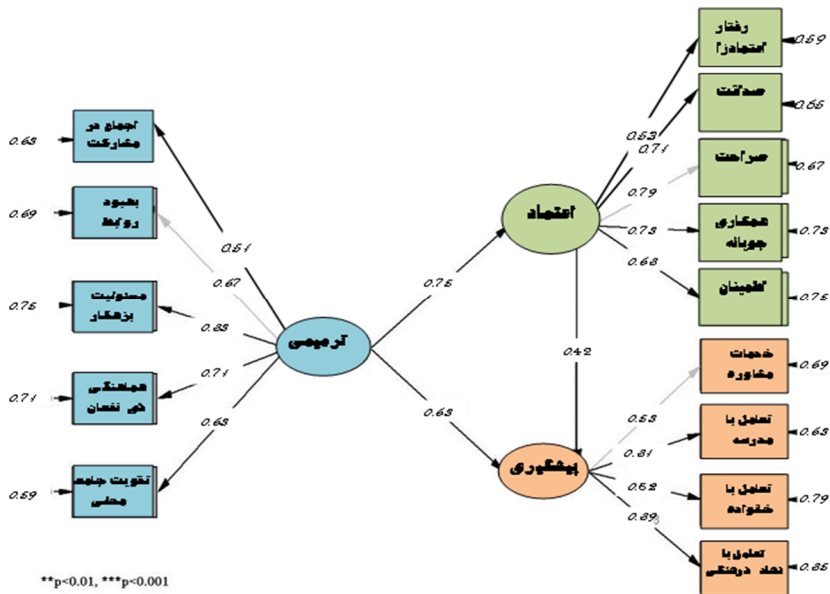 رفتار
اعتمادزا
0.59
صداقت
0.55
صراحت
0.67
همکاری
جویانه
0.73
اطمینان
0.75
0.53
0.71
0.79
0.73
0.63
اعتماد
اجماع در
مشارکت
0.63
بهبود
روابط
0.69
مسئولیت
بزهکار
0.75
هماهنگی
ذی نفعان
0.71
تقویت جامعه
محلی
0.59
0.51
0.67
0.83
0.71
0.63
ترمیمی
0.75
0.63
0.42
پیشگیری
0.53
0.81
0.62
0.89
خدمات
مشاوره
0.69
تعامل با
مدرسه
0.63
تعامل با
خانواده
0.79
تعامل با
نهاد فرهنگی
0.85
**p<0.01, ***p<0.001